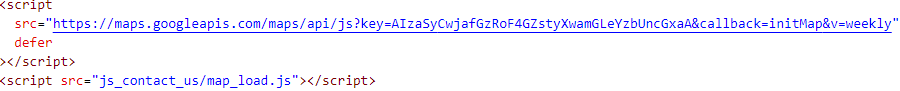 <script
src="https://maps.googleapis.com/maps/api/js?key=AIzaSyCwjafGzRoF4GZstyXwamGLeYzbUncGxaA&callback=initMap&v=weekly"
defer
></script>
<script src="js_contact_us/map_load.js"></script>